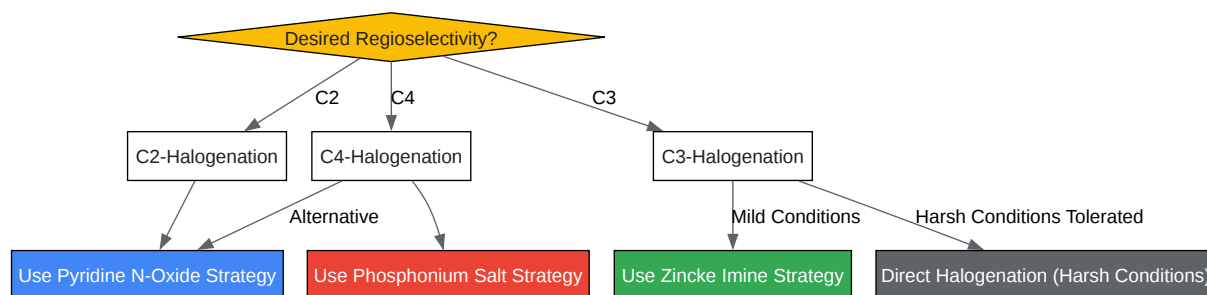 Desired Regioselectivity?
C2
C4
C3
C2-Halogenation
C4-Halogenation
C3-Halogenation
Alternative
Mild Conditions
Harsh Conditions Tolerated
Use Pyridine N-Oxide Strategy
Use Phosphonium Salt Strategy
Use Zincke Imine Strategy
Direct Halogenation (Harsh Conditions)